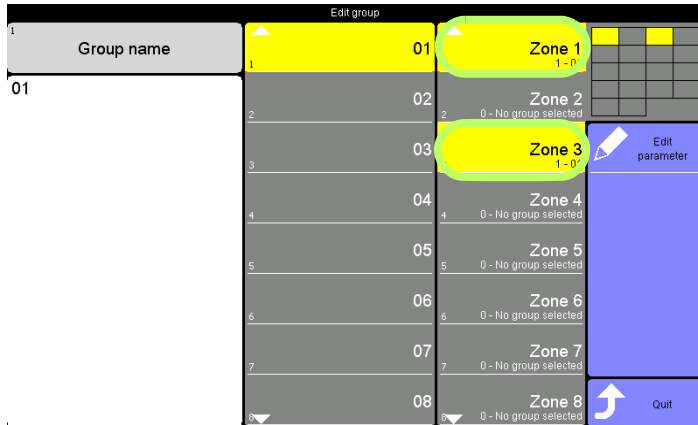 Edit group
1
Group name
01
01
1
02
2
03
3
04
4
05
5
06
6
07
7
08
8
Zone 1
1 - 01
Zone 2
2
0 - No group selected
Zone 3
1 - 01
Zone 4
4
0 - No group selected
Zone 5
5
0 - No group selected
Zone 6
6
0 - No group selected
Zone 7
7
0 - No group selected
Zone 8
8
0 - No group selected
Edit
parameter
Quit